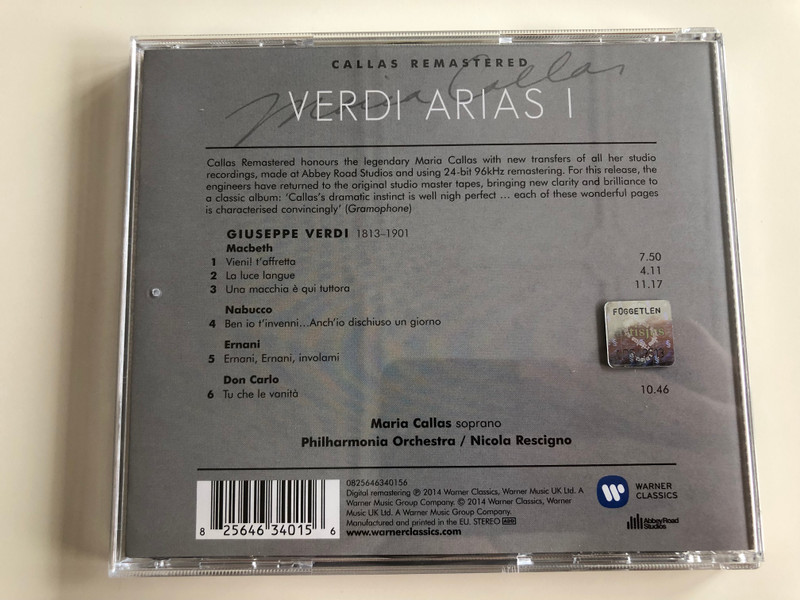 CALLAS REMASTERED
Maria Callas
VERDI ARIAS I
Callas Remastered honours the legendary Maria Callas with new transfers of all her studio
recordings, made at Abbey Road Studios and using 24-bit 96kHz remastering. For this release, the
engineers have returned to the original studio master tapes, bringing new clarity and brilliance to
a classic album: ‘Callas’s dramatic instinct is well nigh perfect ... each of these wonderful pages
is characterised convincingly’ (Gramophone)
GIUSEPPE VERDI 1813–1901
Macbeth
1 Vieni! t’affretta 7.50
2 La luce langue 4.11
3 Una macchia è qui tuttora 11.17
Nabucco
4 Ben io t’invenni...Anch’io dischiuso un giorno
Ernani
5 Ernani, Ernani, involami
Don Carlo
6 Tu che le vanità 10.46
FÜGGETLEN
Maria Callas soprano
Philharmonia Orchestra / Nicola Rescigno
0825646340156
Digital remastering ℗ 2014 Warner Classics, Warner Music UK Ltd. A
Warner Music Group Company. © 2014 Warner Classics, Warner
Music UK Ltd. A Warner Music Group Company.
Manufactured and printed in the EU. STEREO ADD
www.warnerclassics.com
8 25646 34015 6
WARNER
CLASSICS
AbbeyRoad
Studios